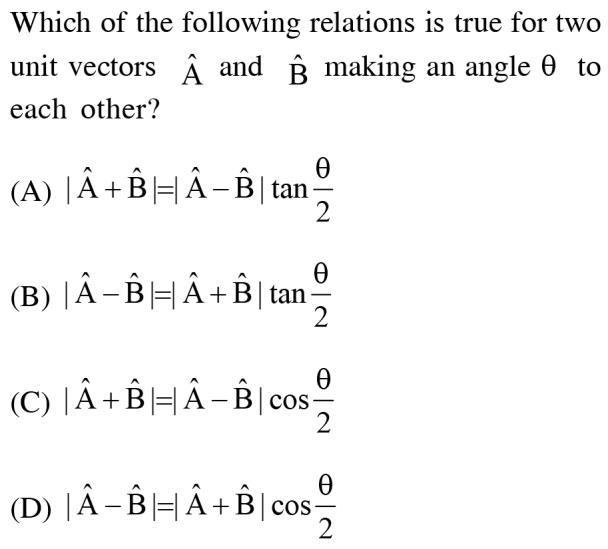 Which of the following relations is true for two
unit vectors Â and B̂ making an angle θ to
each other?
(A) | Â + B̂ |=| Â − B̂ | tan θ/2
(B) | Â − B̂ |=| Â + B̂ | tan θ/2
(C) | Â + B̂ |=| Â − B̂ | cos θ/2
(D) | Â − B̂ |=| Â + B̂ | cos θ/2